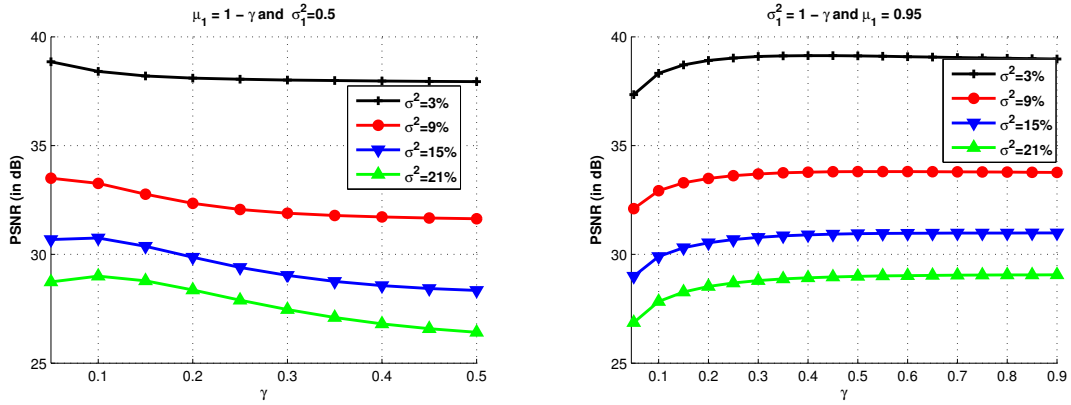 μ₁ = 1 − γ and σ₁²=0.5
PSNR (in dB)
40
35
30
25
0.1
0.2
0.3
0.4
0.5
γ
σ²=3%
σ²=9%
σ²=15%
σ²=21%
σ₁² = 1 − γ and μ₁ = 0.95
PSNR (in dB)
40
35
30
25
0.1
0.2
0.3
0.4
0.5
0.6
0.7
0.8
0.9
γ
σ²=3%
σ²=9%
σ²=15%
σ²=21%